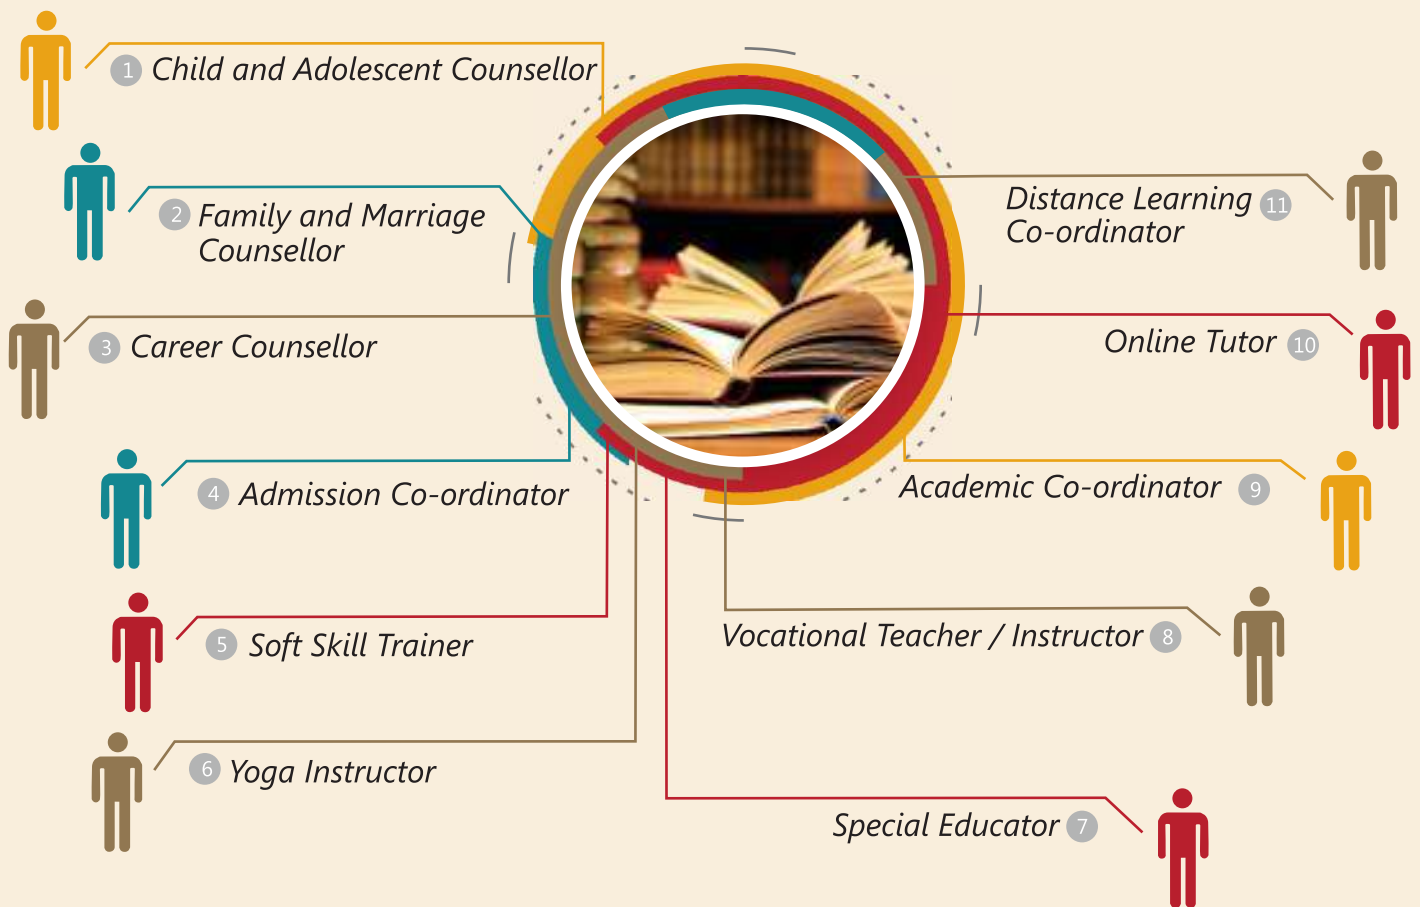 1 Child and Adolescent Counsellor
2 Family and Marriage
Counsellor
3 Career Counsellor
4 Admission Co-ordinator
5 Soft Skill Trainer
6 Yoga Instructor
Special Educator 7
Vocational Teacher / Instructor 8
Academic Co-ordinator 9
Online Tutor 10
Distance Learning 11
Co-ordinator